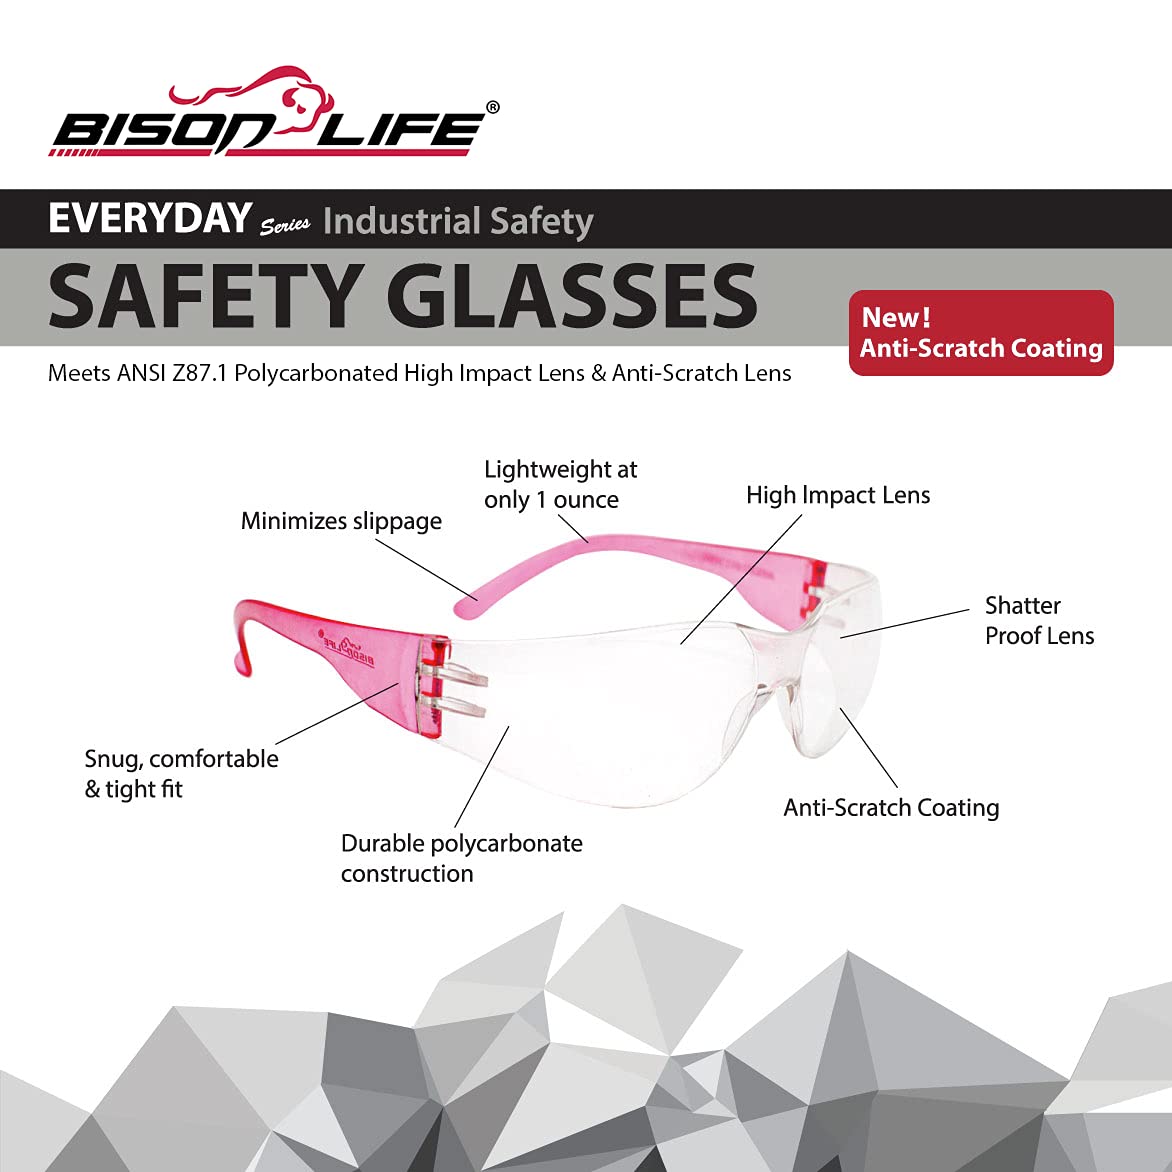 BISON LIFE®
EVERYDAY Series Industrial Safety
SAFETY GLASSES
New!
Anti-Scratch Coating
Meets ANSI Z87.1 Polycarbonated High Impact Lens & Anti-Scratch Lens
Lightweight at
only 1 ounce
High Impact Lens
Minimizes slippage
Shatter
Proof Lens
BISON LIFE®
Snug, comfortable
& tight fit
Anti-Scratch Coating
Durable polycarbonate
construction